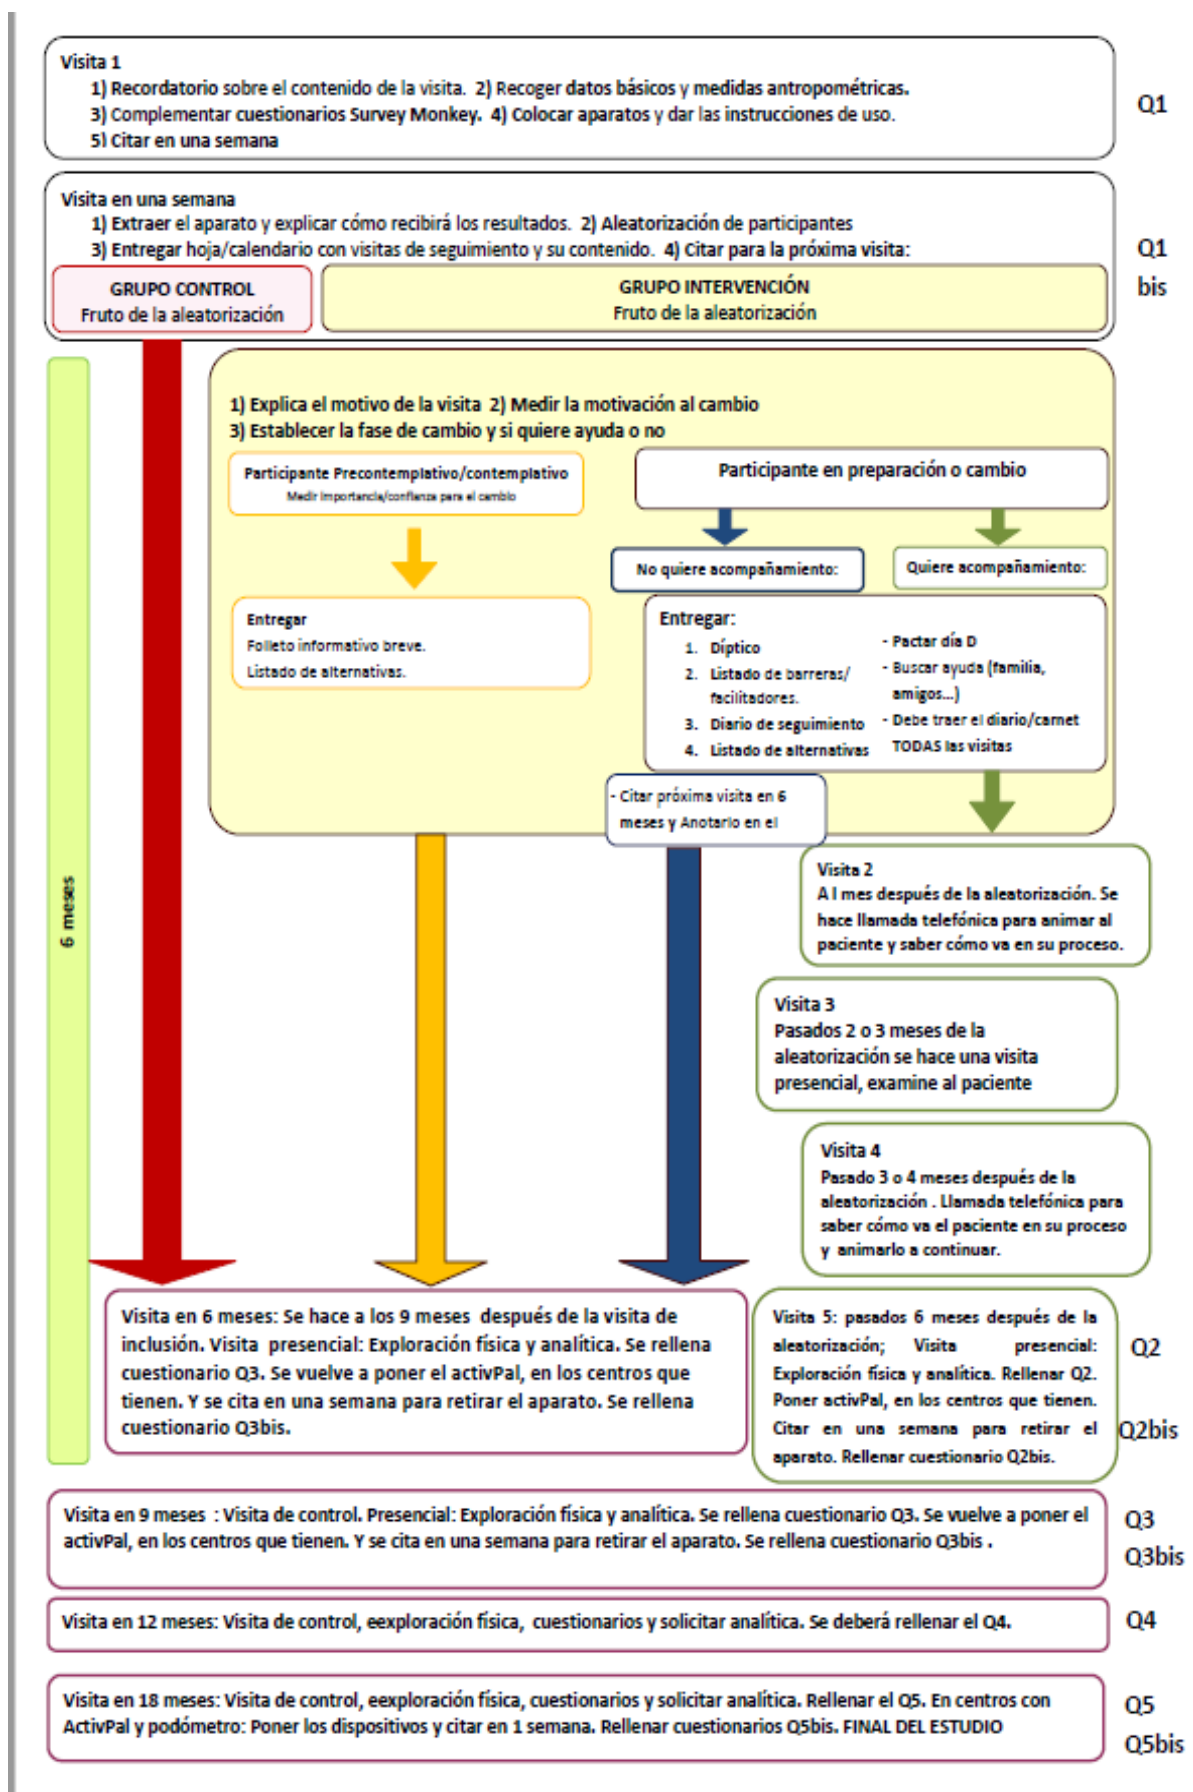 Visita 1
1) Recordatorio sobre el contenido de la visita. 2) Recoger datos básicos y medidas antropométricas.
3) Complementar cuestionarios Survey Monkey. 4) Colocar aparatos y dar las instrucciones de uso.
5) Citar en una semana
Q1
Visita en una semana
1) Extraer el aparato y explicar cómo recibirá los resultados. 2) Aleatorización de participantes
3) Entregar hoja/calendario con visitas de seguimiento y su contenido. 4) Citar para la próxima visita:
Q1
bis
GRUPO CONTROL
Fruto de la aleatorización
GRUPO INTERVENCIÓN
Fruto de la aleatorización
6 meses
1) Explica el motivo de la visita 2) Medir la motivación al cambio
3) Establecer la fase de cambio y si quiere ayuda o no
Participante Precontemplativo/contemplativo
Medir importancia/confianza para el cambio
Participante en preparación o cambio
No quiere acompañamiento:
Quiere acompañamiento:
Entregar
Folleto informativo breve.
Listado de alternativas.
Entregar:
1. Díptico
2. Listado de barreras/
facilitadores.
3. Diario de seguimiento
4. Listado de alternativas
- Pactar día D
- Buscar ayuda (familia,
amigos...)
- Debe traer el diario/carnet
TODAS las visitas
- Citar próxima visita en 6
meses y Anotarlo en el
Visita 2
A l mes después de la aleatorización. Se
hace llamada telefónica para animar al
paciente y saber cómo va en su proceso.
Visita 3
Pasados 2 o 3 meses de la
aleatorización se hace una visita
presencial, examine al paciente
Visita 4
Pasado 3 o 4 meses después de la
aleatorización . Llamada telefónica para
saber cómo va el paciente en su proceso
y animarlo a continuar.
Visita en 6 meses: Se hace a los 9 meses después de la visita de
inclusión. Visita presencial: Exploración física y analítica. Se rellena
cuestionario Q3. Se vuelve a poner el activPal, en los centros que
tienen. Y se cita en una semana para retirar el aparato. Se rellena
cuestionario Q3bis.
Visita 5: pasados 6 meses después de la
aleatorización; Visita presencial:
Exploración física y analítica. Rellenar Q2.
Poner activPal, en los centros que tienen.
Citar en una semana para retirar el
aparato. Rellenar cuestionario Q2bis.
Q2
Q2bis
Visita en 9 meses : Visita de control. Presencial: Exploración física y analítica. Se rellena cuestionario Q3. Se vuelve a poner el
activPal, en los centros que tienen. Y se cita en una semana para retirar el aparato. Se rellena cuestionario Q3bis .
Q3
Q3bis
Visita en 12 meses: Visita de control, eexploración física, cuestionarios y solicitar analítica. Se deberá rellenar el Q4.
Q4
Visita en 18 meses: Visita de control, eexploración física, cuestionarios y solicitar analítica. Rellenar el Q5. En centros con
ActivPal y podómetro: Poner los dispositivos y citar en 1 semana. Rellenar cuestionarios Q5bis. FINAL DEL ESTUDIO
Q5
Q5bis